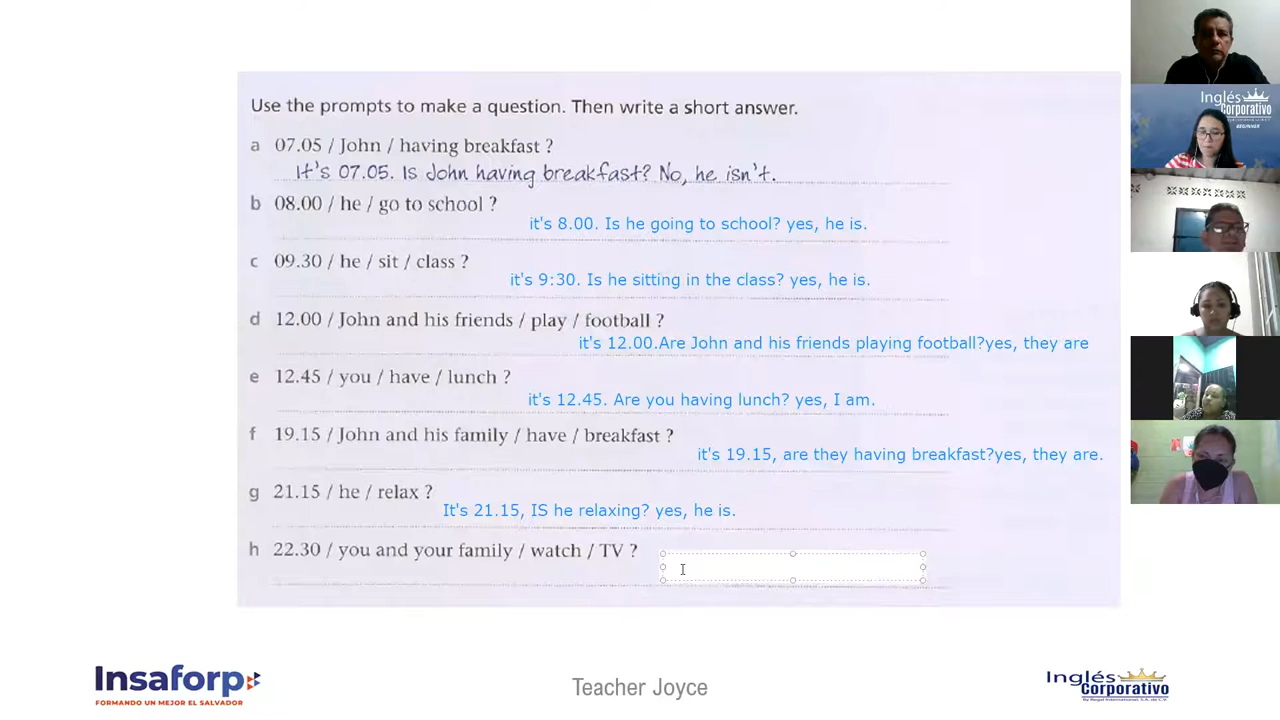 Use the prompts to make a question. Then write a short answer.
a 07.05 / John / having breakfast ?
It's 07.05. Is John having breakfast? No, he isn't.
b 08.00 / he / go to school ?
it's 8.00. Is he going to school? yes, he is.
c 09.30 / he / sit / class ?
it's 9:30. Is he sitting in the class? yes, he is.
d 12.00 / John and his friends / play / football ?
it's 12.00.Are John and his friends playing football?yes, they are
e 12.45 / you / have / lunch ?
it's 12.45. Are you having lunch? yes, I am.
f 19.15 / John and his family / have / breakfast ?
it's 19.15, are they having breakfast?yes, they are.
g 21.15 / he / relax ?
It's 21.15, IS he relaxing? yes, he is.
h 22.30 / you and your family / watch / TV ?
Insaforp
FORMANDO UN MEJOR EL SALVADOR
Teacher Joyce
Inglés
Corporativo
By Regal International, S.A. de C.V.
Inglés
Corporativo
BEGINNER